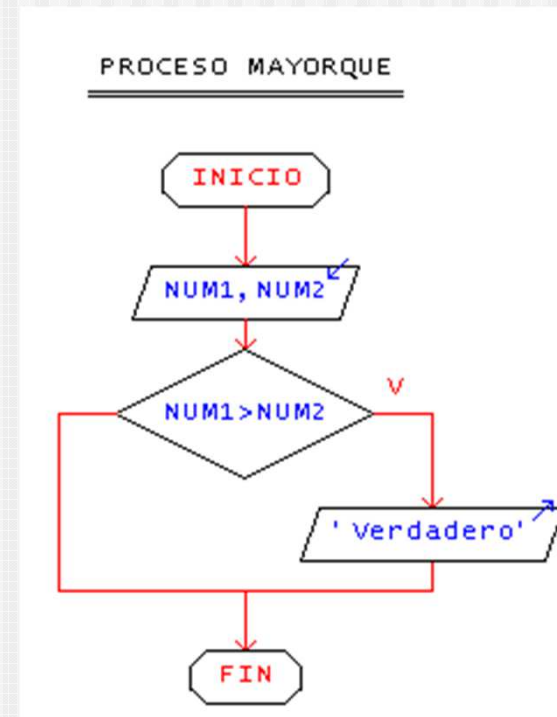 PROCESO MAYORQUE
INICIO
NUM1, NUM2
NUM1>NUM2
V
'Verdadero'
FIN